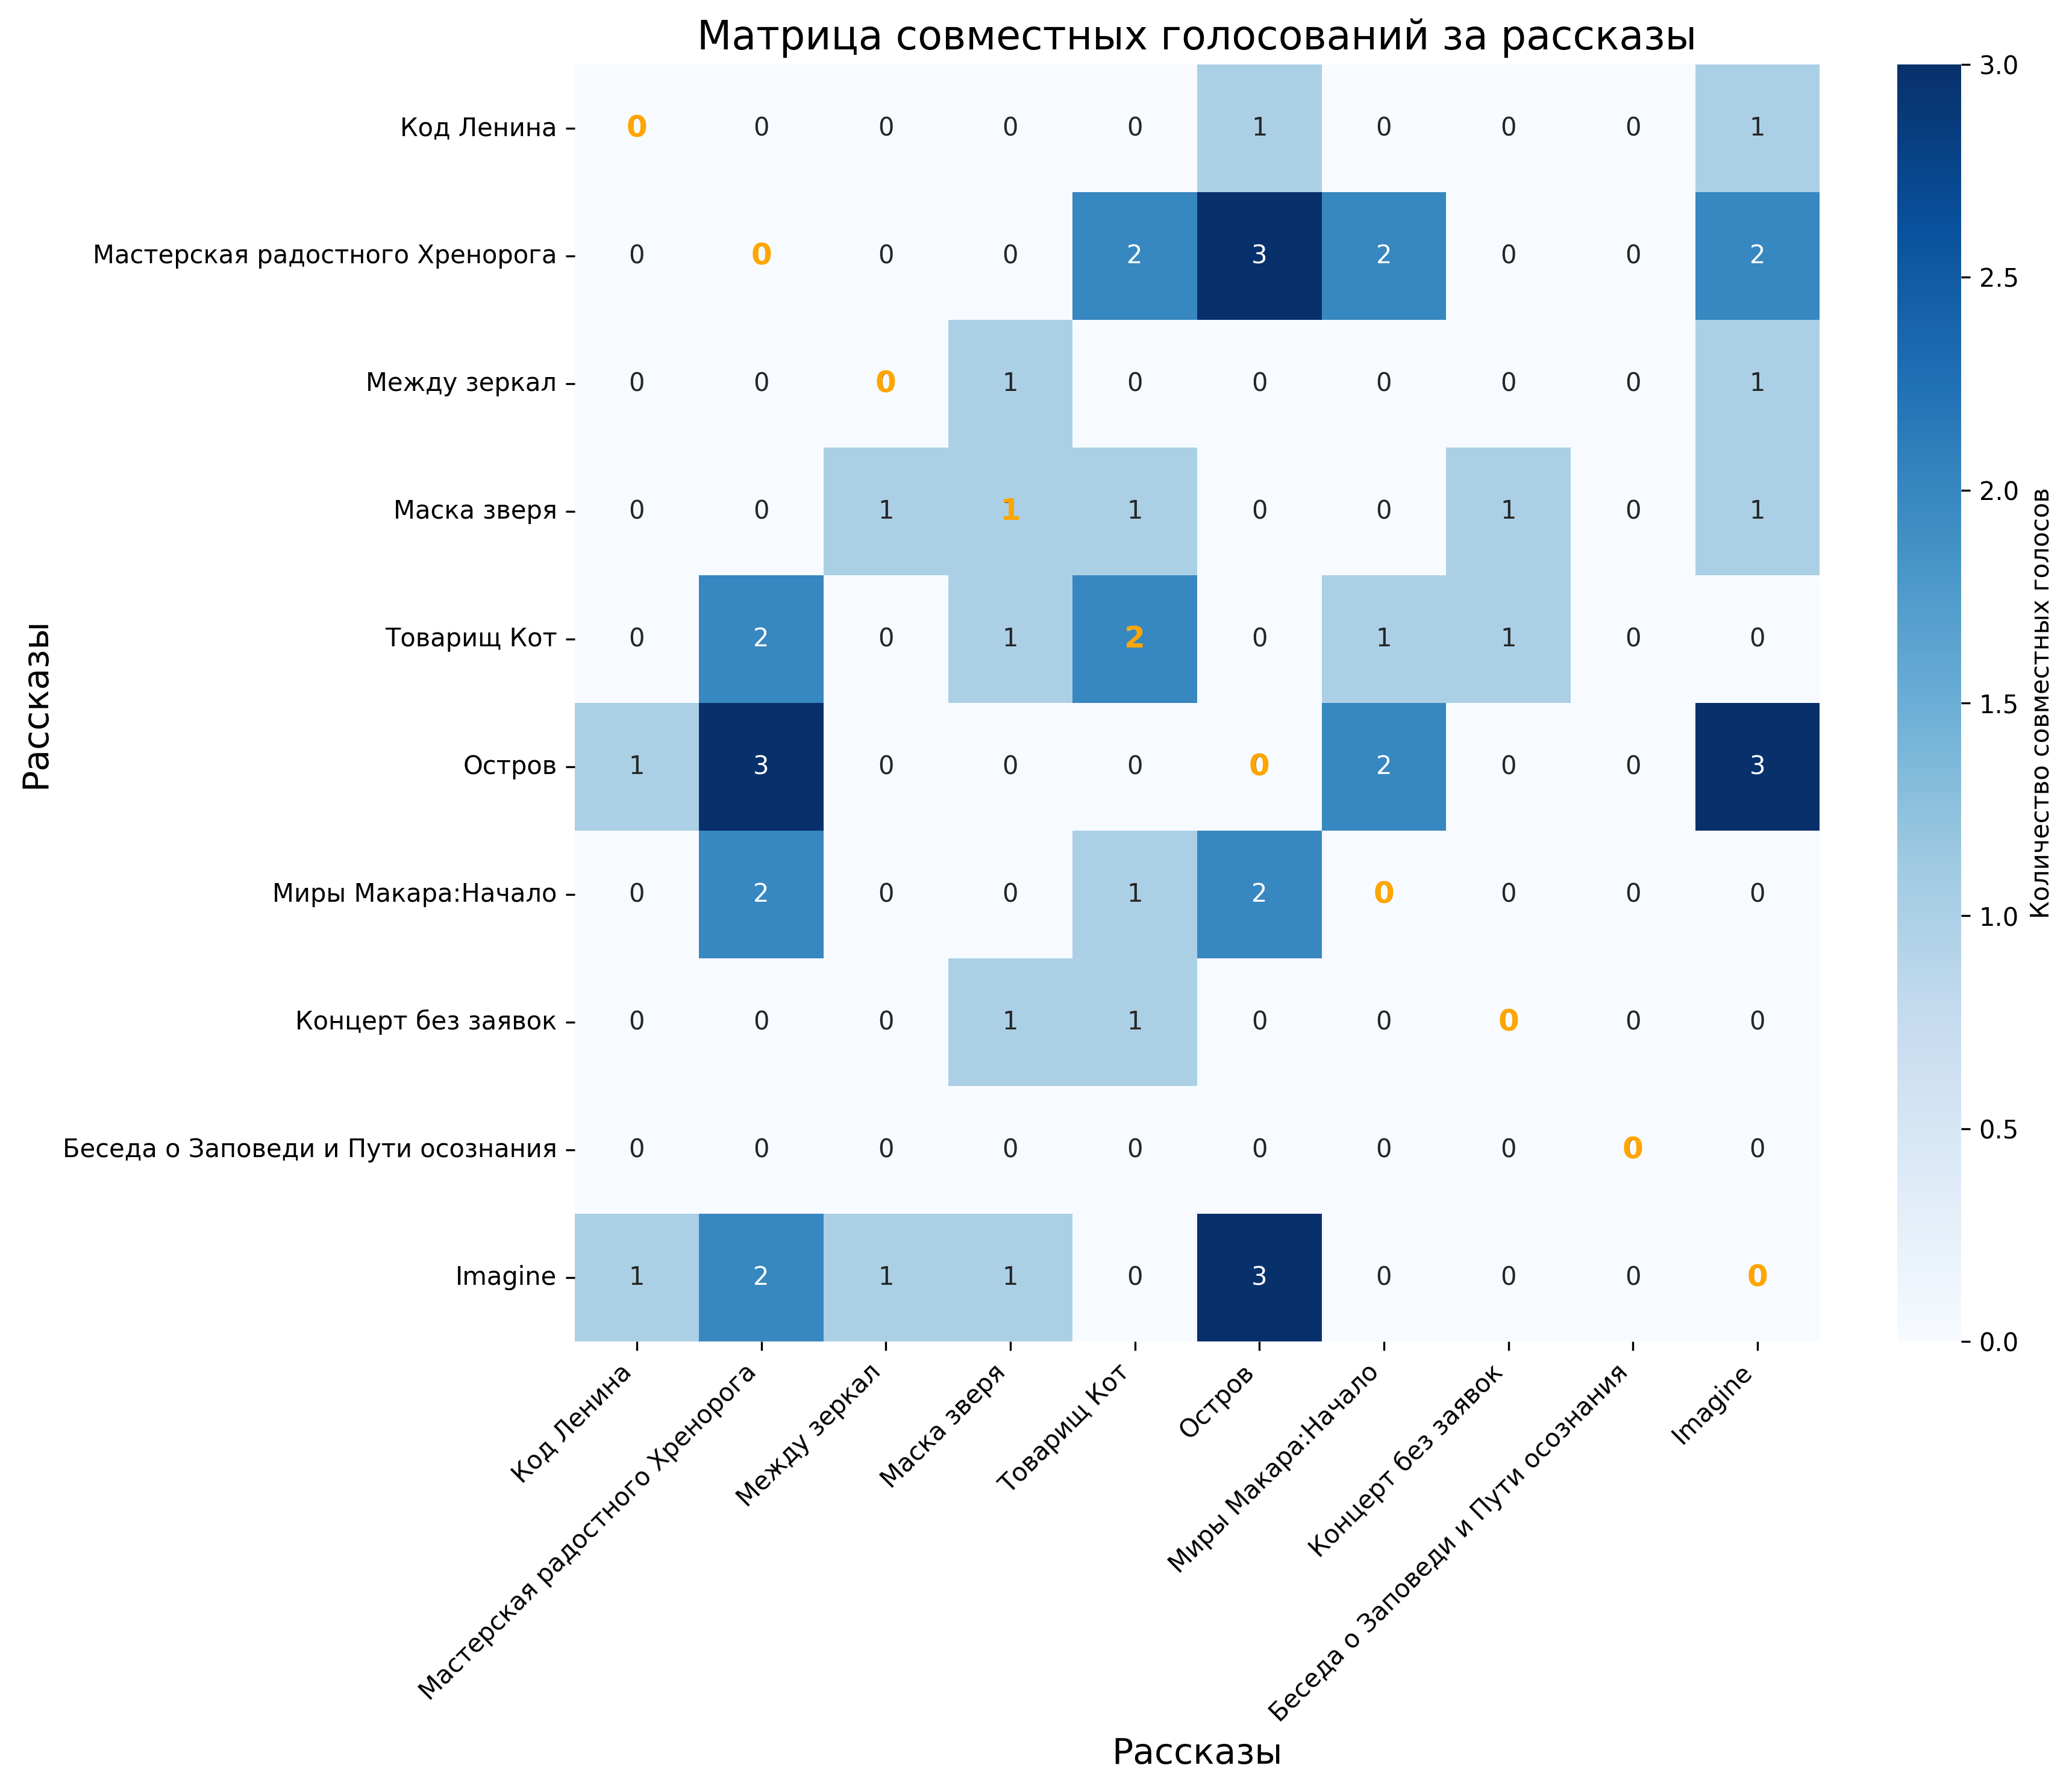 Матрица совместных голосований за рассказы
Код Ленина 0 0 0 0 0 1 0 0 0 1
Мастерская радостного Хренорога 0 0 0 0 2 3 2 0 0 2
Между зеркал 0 0 0 1 0 0 0 0 0 1
Маска зверя 0 0 1 1 1 0 0 1 0 1
Товарищ Кот 0 2 0 1 2 0 1 1 0 0
Остров 1 3 0 0 0 0 2 0 0 3
Миры Макара:Начало 0 2 0 0 1 2 0 0 0 0
Концерт без заявок 0 0 0 1 1 0 0 0 0 0
Беседа о Заповеди и Пути осознания 0 0 0 0 0 0 0 0 0 0
Imagine 1 2 1 1 0 3 0 0 0 0
Рассказы
Код Ленина
Мастерская радостного Хренорога
Между зеркал
Маска зверя
Товарищ Кот
Остров
Миры Макара:Начало
Концерт без заявок
Беседа о Заповеди и Пути осознания
Imagine
Рассказы
3.0
2.5
2.0
1.5
1.0
0.5
0.0
Количество совместных голосов